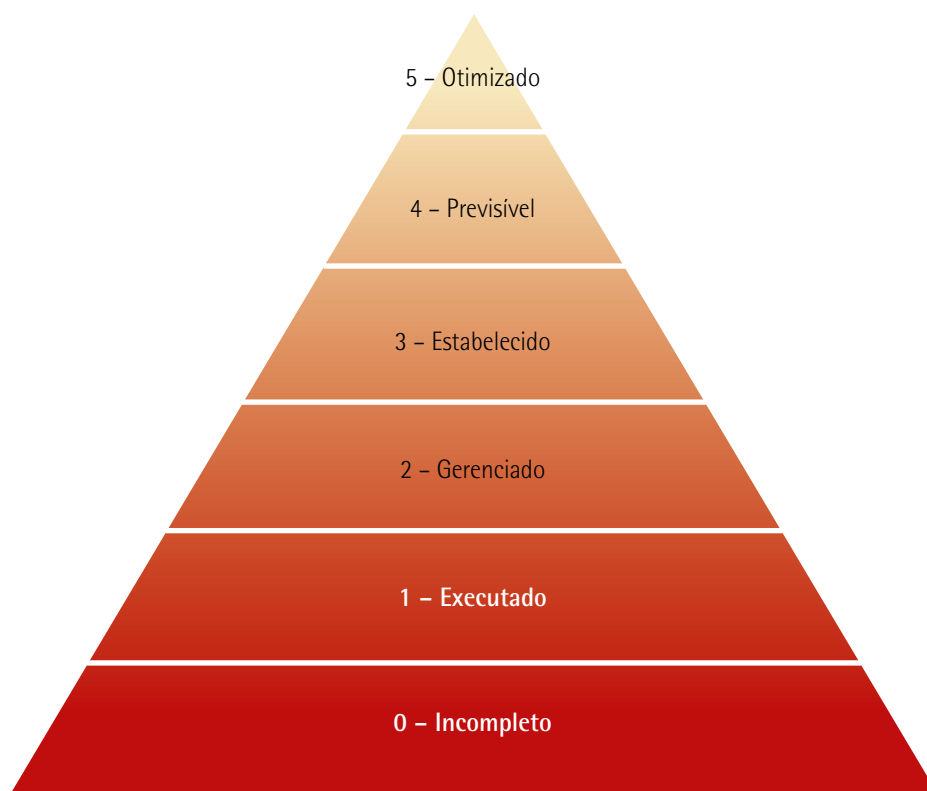 5 – Otimizado
4 – Previsível
3 – Estabelecido
2 – Gerenciado
1 – Executado
0 – Incompleto